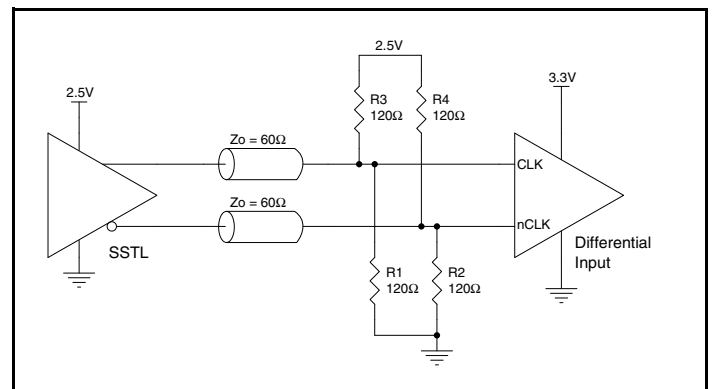 2.5V
3.3V
2.5V
R3
120Ω
R4
120Ω
Zo = 60Ω
CLK
Zo = 60Ω
nCLK
SSTL
Differential
Input
R1
120Ω
R2
120Ω